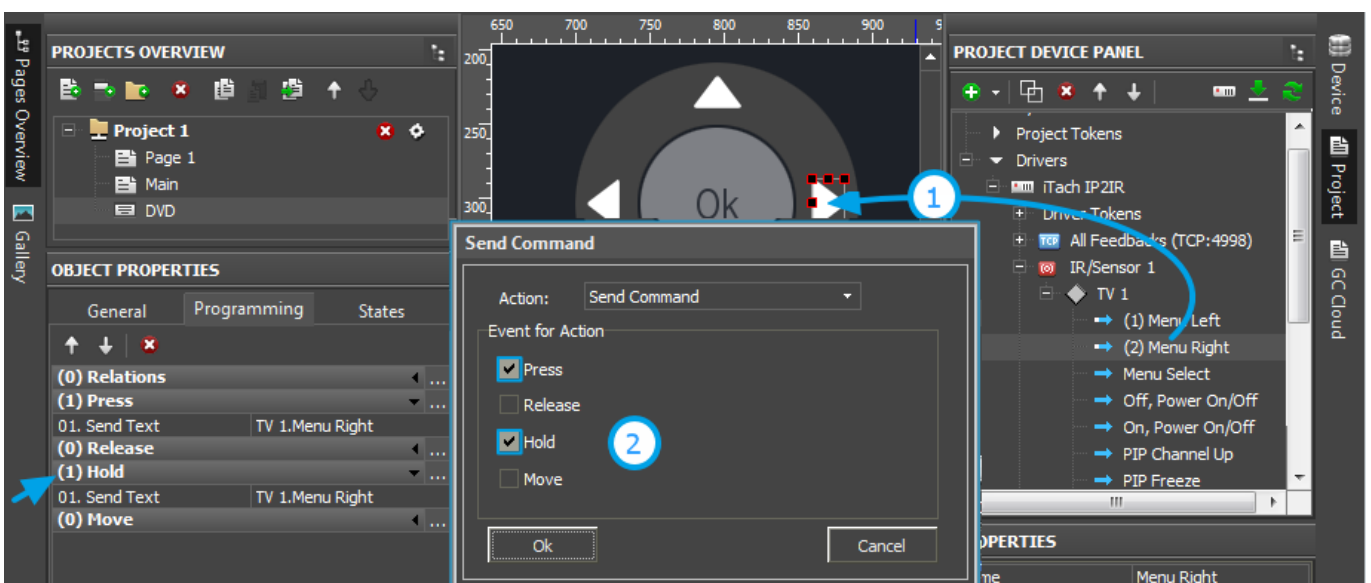 Pages Overview
Gallery
PROJECTS OVERVIEW
Project 1
Page 1
Main
DVD
OBJECT PROPERTIES
General Programming States
(0) Relations ...
(1) Press ...
01. Send Text TV 1.Menu Right
(0) Release ...
(1) Hold ...
01. Send Text TV 1.Menu Right
(0) Move ...
650 700 750 800 850 900 9
200
250
300
Ok
1
Send Command
Action: Send Command
Event for Action
Press
Release
Hold
2
Move
Ok Cancel
PROJECT DEVICE PANEL
Project Tokens
Drivers
iTach IP2IR
Driver Tokens
TCP All Feedbacks (TCP:4998)
IR/Sensor 1
TV 1
(1) Menu Left
(2) Menu Right
Menu Select
Off, Power On/Off
On, Power On/Off
PIP Channel Up
PIP Freeze
OPERTIES
me Menu Right
Device
Project
GC Cloud